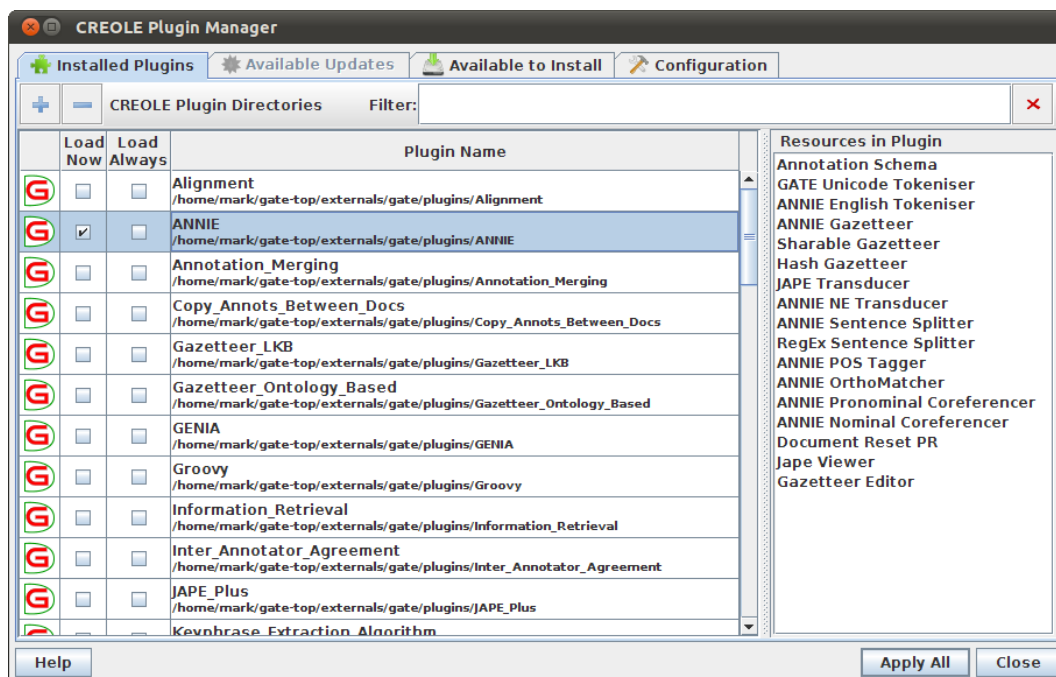 CREOLE Plugin Manager
Installed Plugins Available Updates Available to Install Configuration
CREOLE Plugin Directories Filter:
Load Now Load Always Plugin Name
Alignment
/home/mark/gate-top/externals/gate/plugins/Alignment
ANNIE
/home/mark/gate-top/externals/gate/plugins/ANNIE
Annotation_Merging
/home/mark/gate-top/externals/gate/plugins/Annotation_Merging
Copy_Annots_Between_Docs
/home/mark/gate-top/externals/gate/plugins/Copy_Annots_Between_Docs
Gazetteer_LKB
/home/mark/gate-top/externals/gate/plugins/Gazetteer_LKB
Gazetteer_Ontology_Based
/home/mark/gate-top/externals/gate/plugins/Gazetteer_Ontology_Based
GENIA
/home/mark/gate-top/externals/gate/plugins/GENIA
Groovy
/home/mark/gate-top/externals/gate/plugins/Groovy
Information_Retrieval
/home/mark/gate-top/externals/gate/plugins/Information_Retrieval
Inter_Annotator_Agreement
/home/mark/gate-top/externals/gate/plugins/Inter_Annotator_Agreement
JAPE_Plus
/home/mark/gate-top/externals/gate/plugins/JAPE_Plus
Keyphrase_Extraction_Algorithm
Resources in Plugin
Annotation Schema
GATE Unicode Tokeniser
ANNIE English Tokeniser
ANNIE Gazetteer
Sharable Gazetteer
Hash Gazetteer
JAPE Transducer
ANNIE NE Transducer
ANNIE Sentence Splitter
RegEx Sentence Splitter
ANNIE POS Tagger
ANNIE OrthoMatcher
ANNIE Pronominal Coreferencer
ANNIE Nominal Coreferencer
Document Reset PR
Jape Viewer
Gazetteer Editor
Help Apply All Close